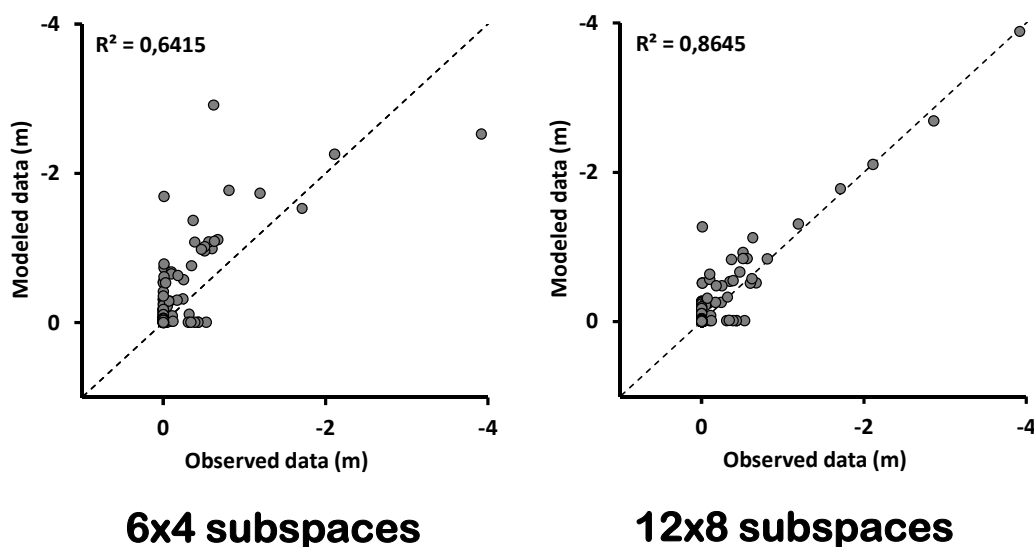 -4
R² = 0,6415
-2
0
Modeled data (m)
0
-2
-4
Observed data (m)
6x4 subspaces
-4
R² = 0,8645
-2
0
Modeled data (m)
0
-2
-4
Observed data (m)
12x8 subspaces